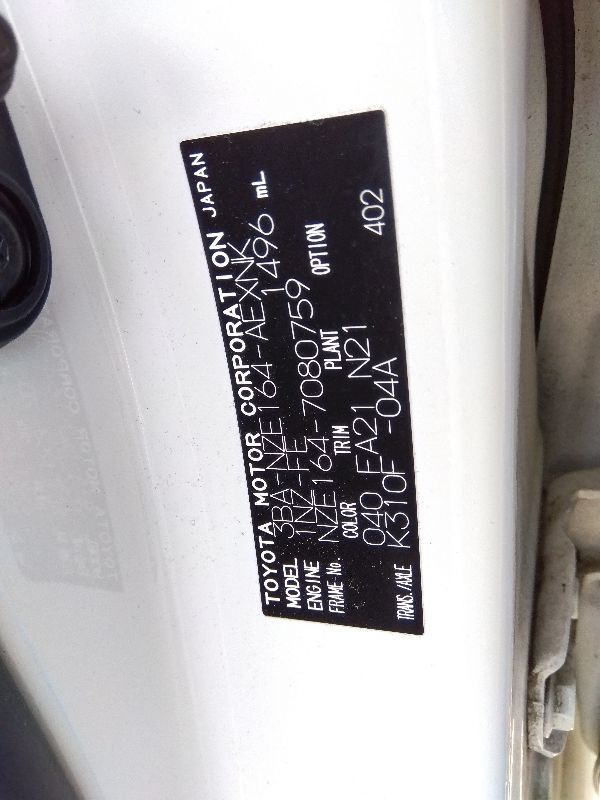 TOYOTA MOTOR CORPORATION JAPAN
MODEL 3BA-NZE164-AEXNK
ENGINE 1NZ-FE 1496 mL
FRAME-No. NZE164-7080759
COLOR TRIM PLANT OPTION
040 FA21 N21 402
TRANS./AXLE K310F -04A